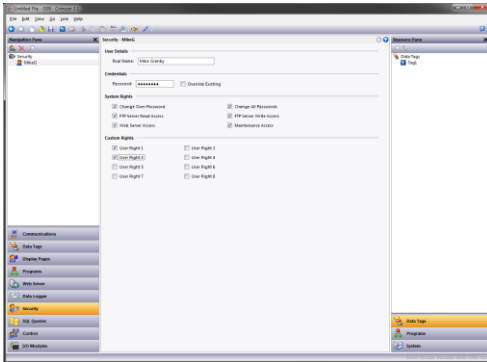 Untitled File - G09 - Crimson 3.1
File Edit View Go Link Help
Navigation Pane
Security - MikeG
Resource Pane
Security
MikeG
User Details
Real Name: Mike Granby
Credentials
Password: ●●●●●●●● Override Existing
System Rights
Change Own Password Change All Passwords
FTP Server Read Access FTP Server Write Access
Web Server Access Maintenance Access
Custom Rights
User Right 1 User Right 2
User Right 3 User Right 4
User Right 5 User Right 6
User Right 7 User Right 8
Data Tags
Tag1
Communications
Data Tags
Display Pages
Programs
Web Server
Data Logger
Security
SQL Queries
Control
I/O Modules
Data Tags
Programs
System